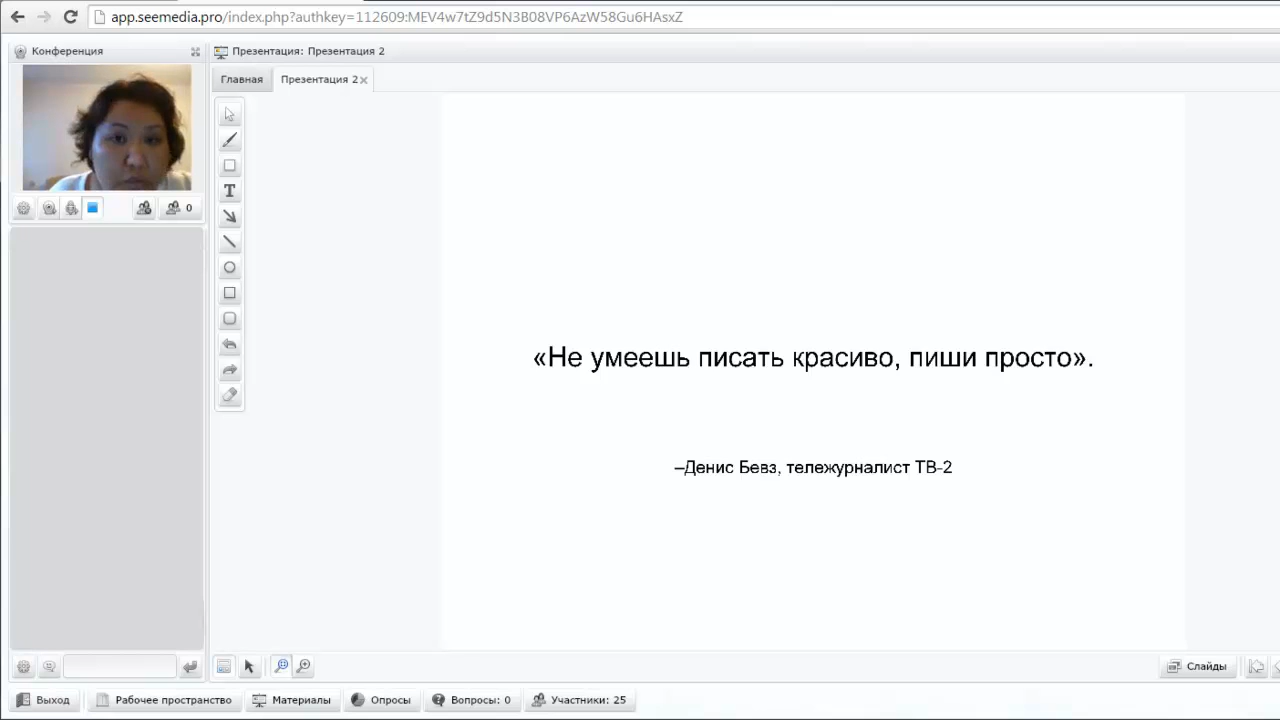 app.seemedia.pro/index.php?authkey=112609:MEV4w7tZ9d5N3B08VP6AzW58Gu6HAsxZ
Конференция
Презентация: Презентация 2
Главная
Презентация 2
T
0
«Не умеешь писать красиво, пиши просто».
–Денис Бевз, тележурналист ТВ-2
Слайды
Выход
Рабочее пространство
Материалы
Опросы
Вопросы: 0
Участники: 25